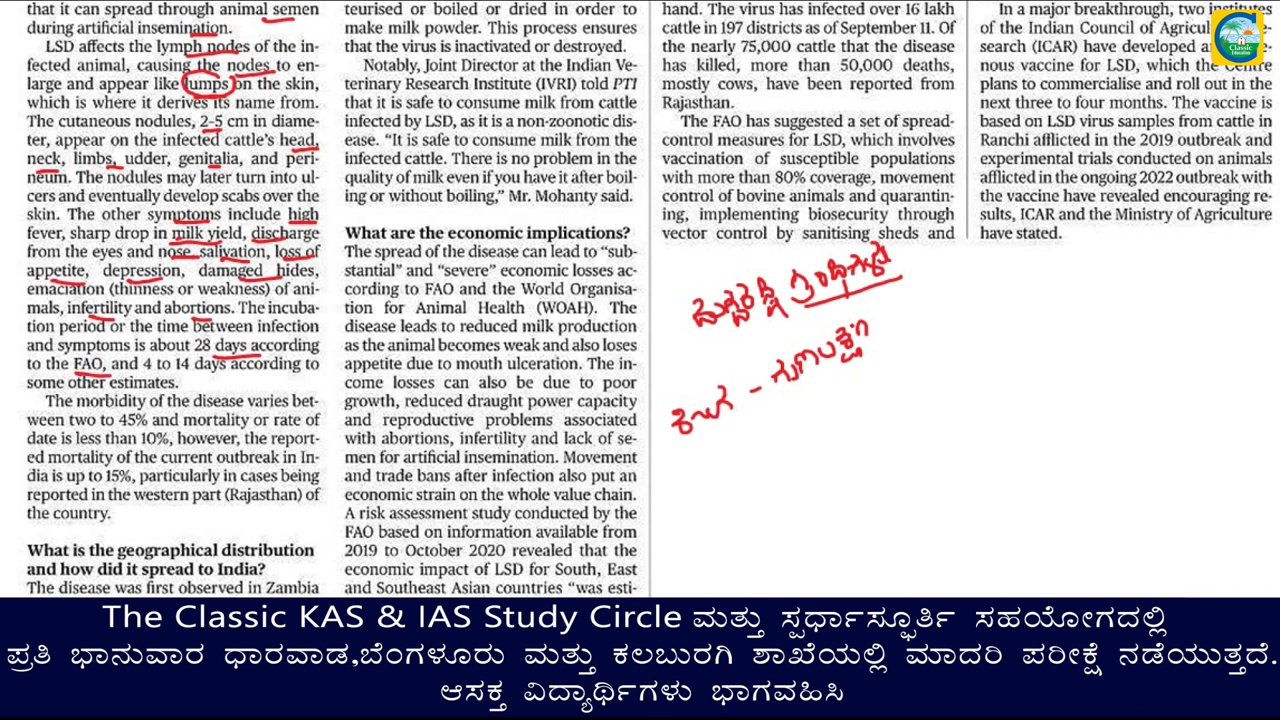 that it can spread through animal semen
during artificial insemination.
LSD affects the lymph nodes of the in-
fected animal, causing the nodes to en-
large and appear like lumps on the skin,
which is where it derives its name from.
The cutaneous nodules, 2-5 cm in diame-
ter, appear on the infected cattle's head,
neck, limbs, udder, genitalia, and peri-
neum. The nodules may later turn into ul-
cers and eventually develop scabs over the
skin. The other symptoms include high
fever, sharp drop in milk yield, discharge
from the eyes and nose, salivation, loss of
appetite, depression, damaged hides,
emaciation (thinness or weakness) of ani-
mals, infertility and abortions. The incuba-
tion period or the time between infection
and symptoms is about 28 days according
to the FAO, and 4 to 14 days according to
some other estimates.
The morbidity of the disease varies bet-
ween two to 45% and mortality or rate of
date is less than 10%, however, the report-
ed mortality of the current outbreak in In-
dia is up to 15%, particularly in cases being
reported in the western part (Rajasthan) of
the country.
What is the geographical distribution
and how did it spread to India?
The disease was first observed in Zambia
teurised or boiled or dried in order to
make milk powder. This process ensures
that the virus is inactivated or destroyed.
Notably, Joint Director at the Indian Ve-
terinary Research Institute (IVRI) told PTI
that it is safe to consume milk from cattle
infected by LSD, as it is a non-zoonotic dis-
ease. "It is safe to consume milk from the
infected cattle. There is no problem in the
quality of milk even if you have it after boil-
ing or without boiling," Mr. Mohanty said.
What are the economic implications?
The spread of the disease can lead to "sub-
stantial" and "severe" economic losses ac-
cording to FAO and the World Organisa-
tion for Animal Health (WOAH). The
disease leads to reduced milk production
as the animal becomes weak and also loses
appetite due to mouth ulceration. The in-
come losses can also be due to poor
growth, reduced draught power capacity
and reproductive problems associated
with abortions, infertility and lack of se-
men for artificial insemination. Movement
and trade bans after infection also put an
economic strain on the whole value chain.
A risk assessment study conducted by the
FAO based on information available from
2019 to October 2020 revealed that the
economic impact of LSD for South, East
and Southeast Asian countries "was esti-
hand. The virus has infected over 16 lakh
cattle in 197 districts as of September 11. Of
the nearly 75,000 cattle that the disease
has killed, more than 50,000 deaths,
mostly cows, have been reported from
Rajasthan.
The FAO has suggested a set of spread-
control measures for LSD, which involves
vaccination of susceptible populations
with more than 80% coverage, movement
control of bovine animals and quarantin-
ing, implementing biosecurity through
vector control by sanitising sheds and
In a major breakthrough, two institutes
of the Indian Council of
search (ICAR) have developed an
nous vaccine for LSD, which the Centre
plans to commercialise and roll out in the
next three to four months. The vaccine is
based on LSD virus samples from cattle in
Ranchi afflicted in the 2019 outbreak and
experimental trials conducted on animals
afflicted in the ongoing 2022 outbreak with
the vaccine have revealed encouraging re-
sults, ICAR and the Ministry of Agriculture
have stated.
Classic
Education
The Classic KAS & IAS Study Circle ಮತ್ತು ಸ್ಪರ್ಧಾಸ್ಫೂರ್ತಿ ಸಹಯೋಗದಲ್ಲಿ
ಪ್ರತಿ ಭಾನುವಾರ ಧಾರವಾಡ,ಬೆಂಗಳೂರು ಮತ್ತು ಕಲಬುರಗಿ ಶಾಖೆಯಲ್ಲಿ ಮಾದರಿ ಪರೀಕ್ಷೆ ನಡೆಯುತ್ತದೆ.
ಆಸಕ್ತ ವಿದ್ಯಾರ್ಥಿಗಳು ಭಾಗವಹಿಸಿ